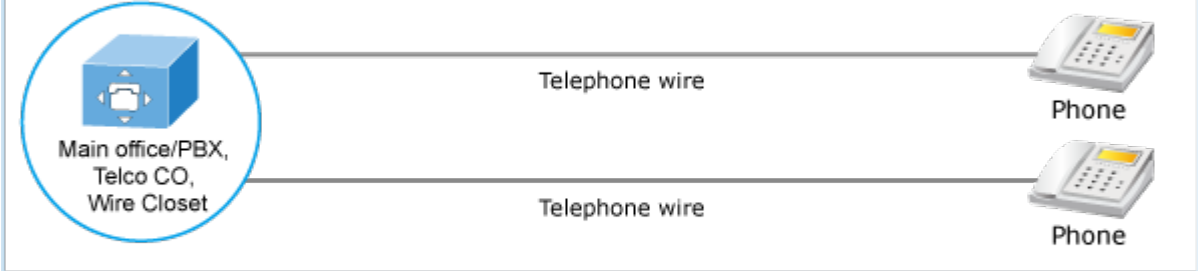 Telephone wire
Phone
Main office/PBX,
Telco CO,
Wire Closet
Telephone wire
Phone